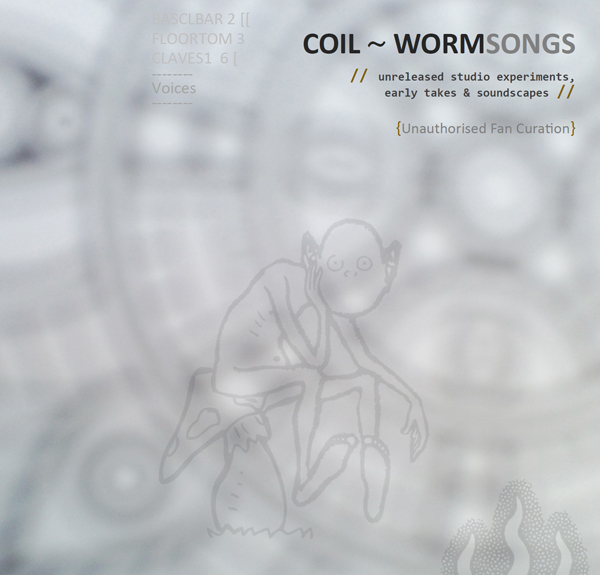 BASCLBAR 2 [[
FLOORTOM 3
CLAVES1 6 [
--------
Voices
--------
COIL ~ WORMSONGS
// unreleased studio experiments,
early takes & soundscapes //
{Unauthorised Fan Curation}